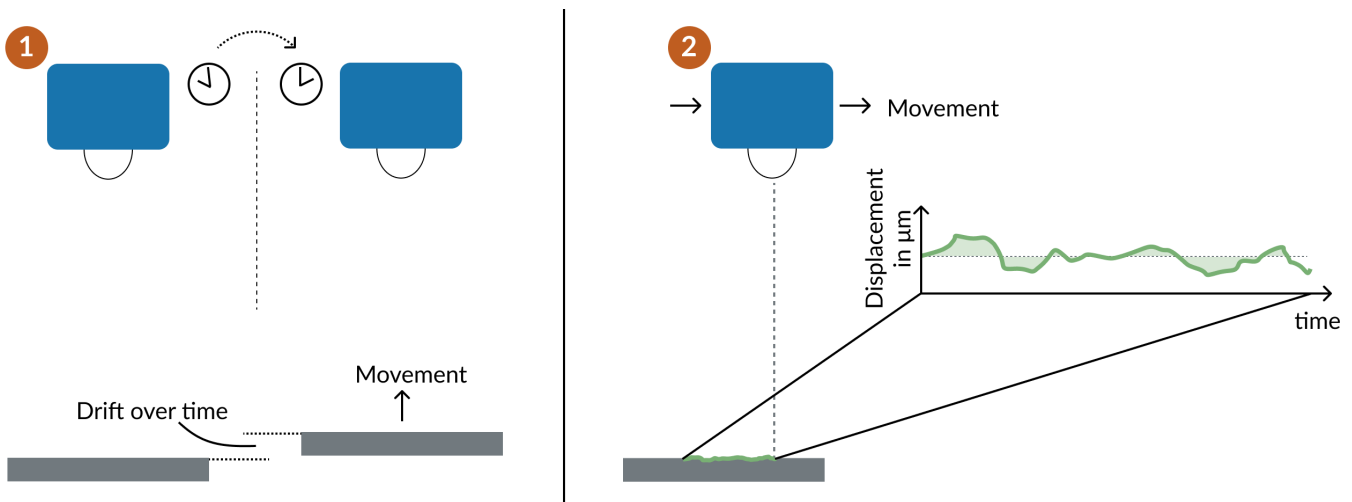 1
Movement
Drift over time
2
Movement
Displacement
in μm
time